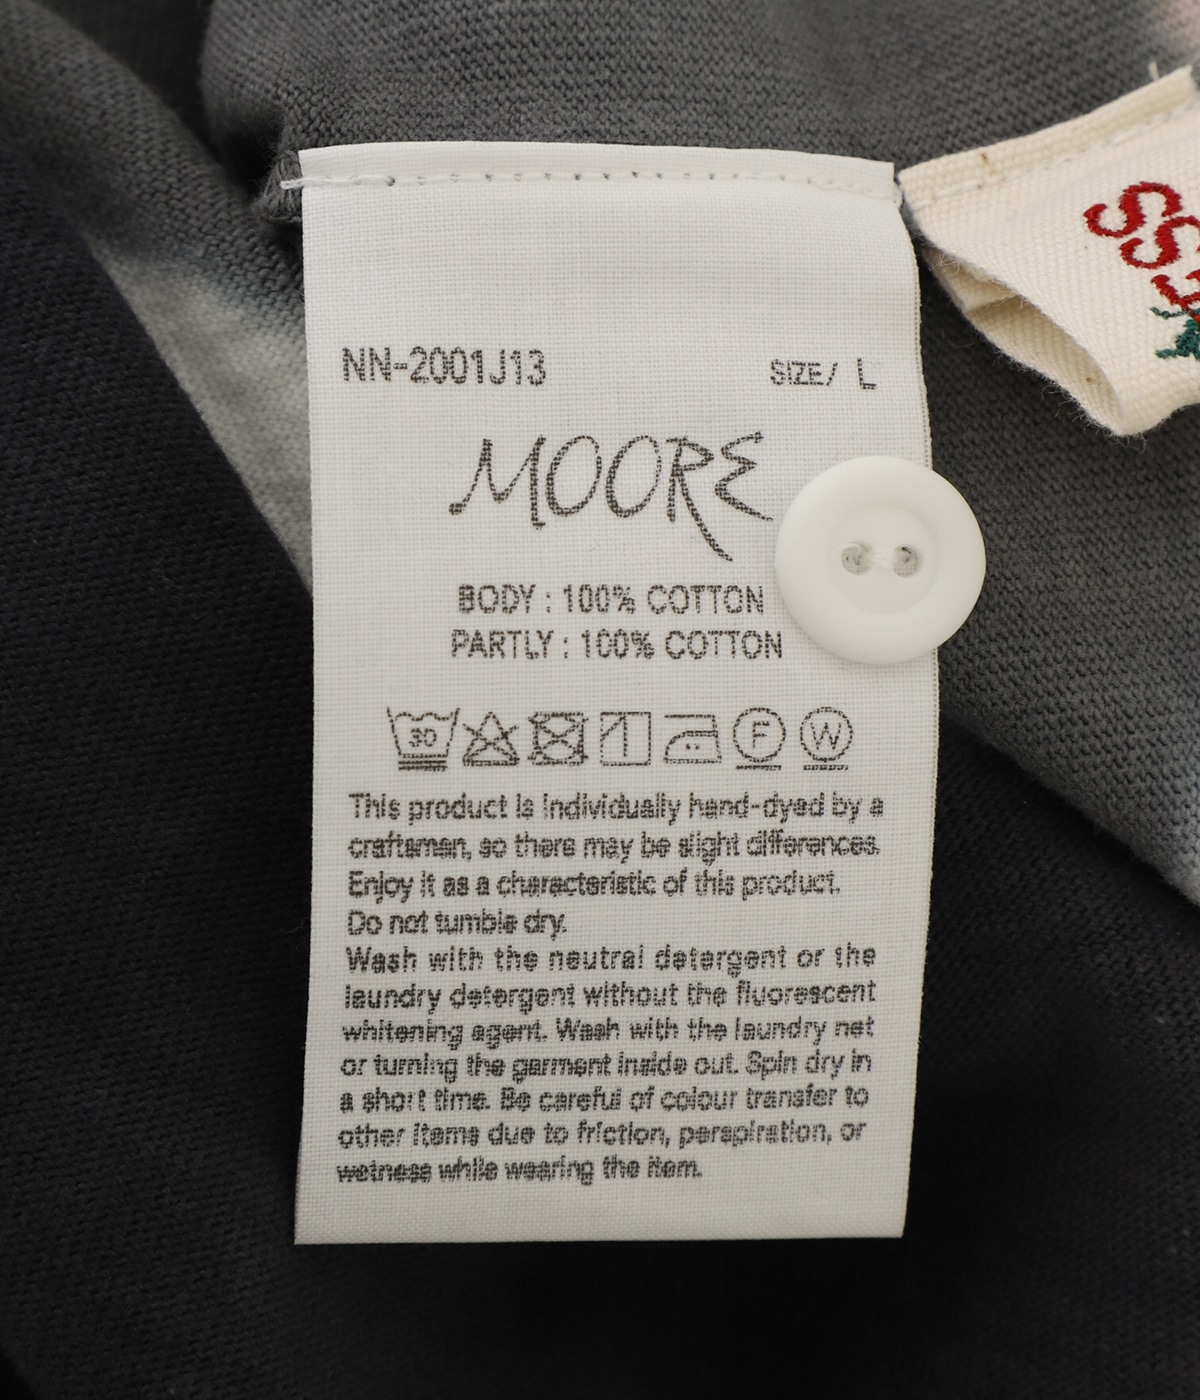 NN-2001J13 SIZE/ L
MOORE
BODY : 100% COTTON
PARTLY : 100% COTTON
30 F W
This product is individually hand-dyed by a
craftsman, so there may be slight differences.
Enjoy it as a characteristic of this product.
Do not tumble dry.
Wash with the neutral detergent or the
laundry detergent without the fluorescent
whitening agent. Wash with the laundry net
or turning the garment inside out. Spin dry in
a short time. Be careful of colour transfer to
other items due to friction, perspiration, or
wetness while wearing the item.